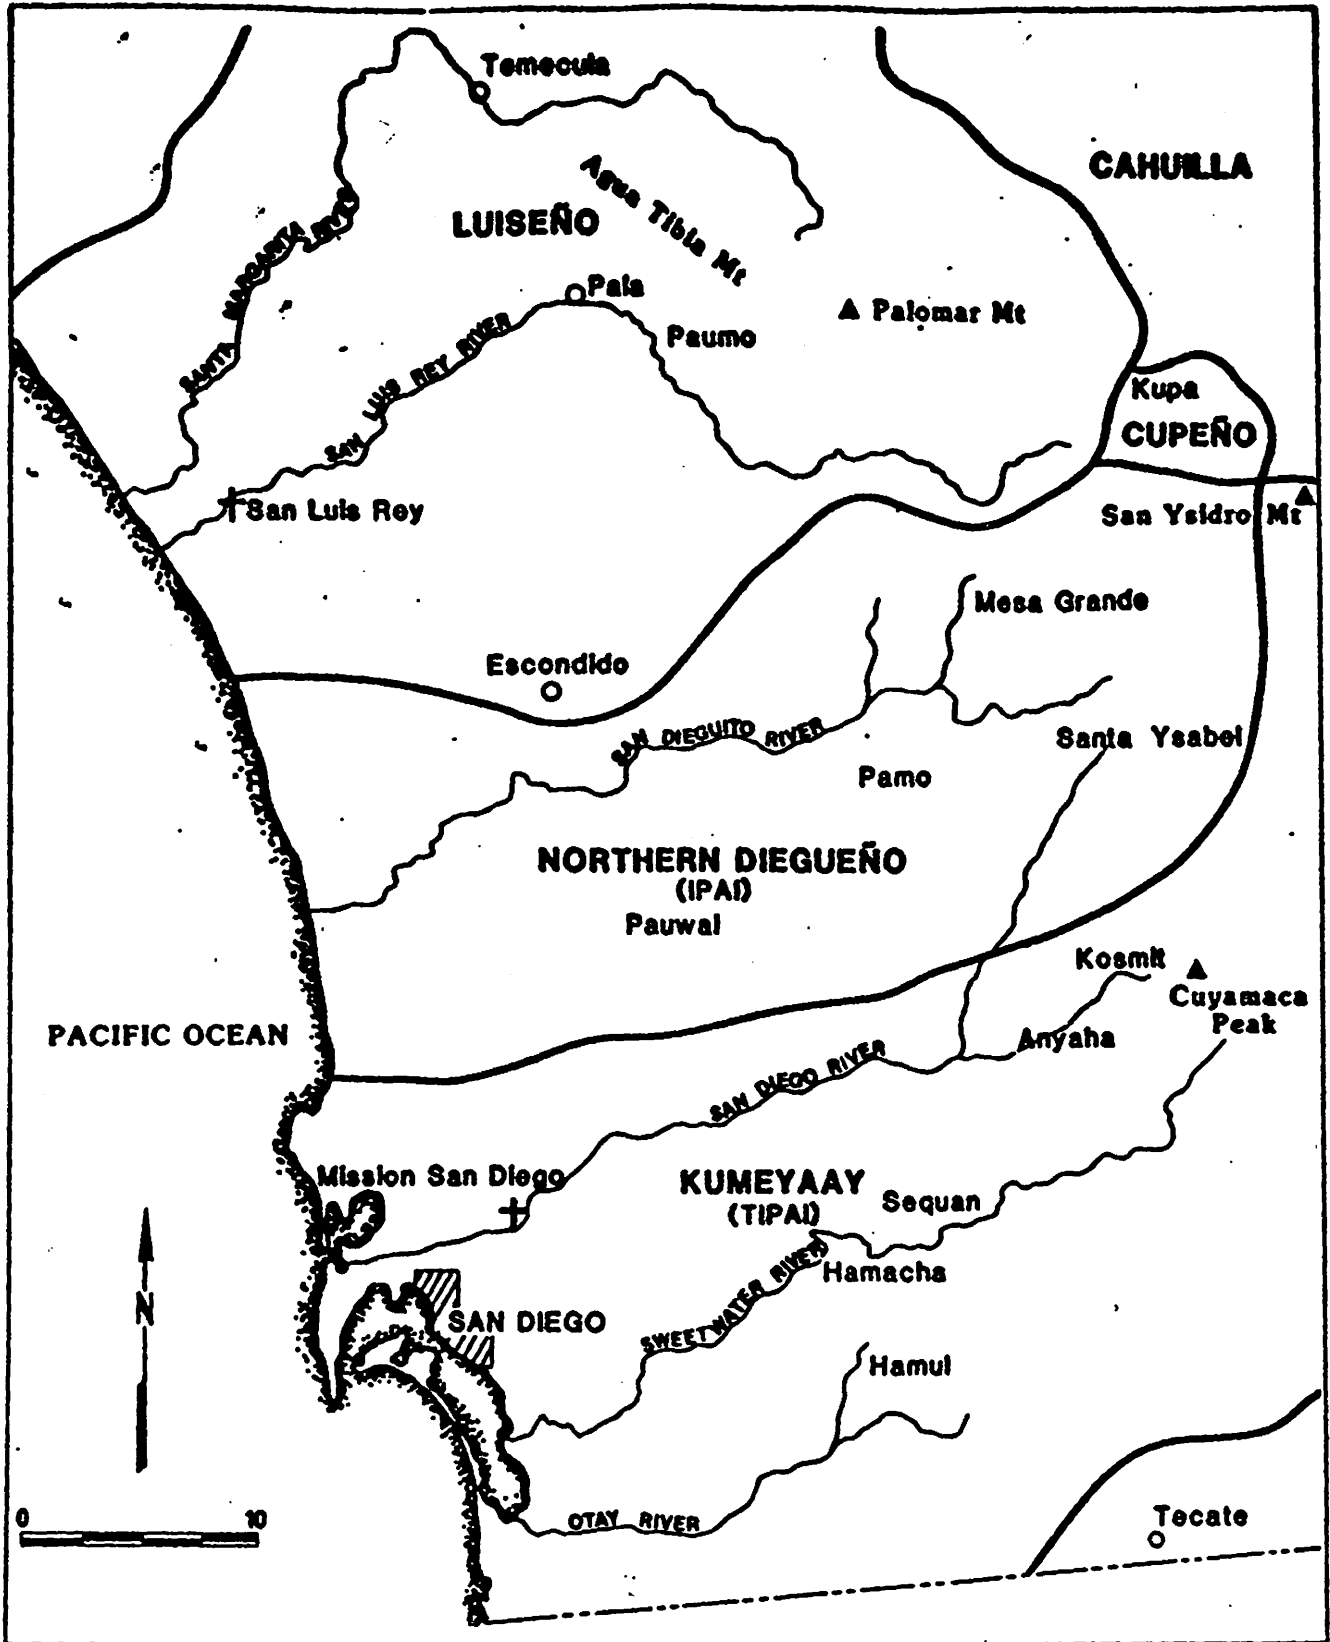 Temecula
CAHUILLA
Agua Tibia Mt
LUISEÑO
SANTA MARGARITA RIVER
Pala
Palomar Mt
Paumo
SAN LUIS REY RIVER
Kupa
CUPEÑO
San Luis Rey
San Ysidro Mt
Mesa Grande
Escondido
SAN DIEGUITO RIVER
Santa Ysabel
Pamo
NORTHERN DIEGUEÑO
(IPAI)
Pauwai
Kosmit
Cuyamaca
Peak
PACIFIC OCEAN
Anyaha
SAN DIEGO RIVER
Mission San Diego
KUMEYAAY
(TIPAI)
Sequan
Hamacha
SWEETWATER RIVER
N
SAN DIEGO
Hamul
0 10
OTAY RIVER
Tecate